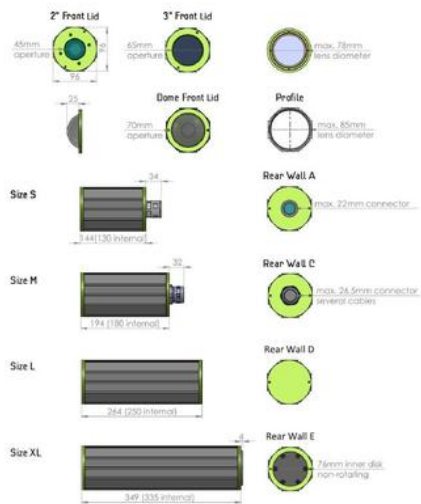 2" Front Lid
3" Front Lid
45mm
aperture
96
96
65mm
aperture
max. 78mm
lens diameter
25
Dome Front Lid
Profile
70mm
aperture
max. 85mm
lens diameter
Size S
34
144(130 internal)
Rear Wall A
max. 22mm connector
Size M
32
194 (180 internal)
Rear Wall C
max. 26.5mm connector
several cables
Size L
264 (250 internal)
Rear Wall D
Size XL
349 (335 internal)
Rear Wall E
76mm inner disk
non-rotating